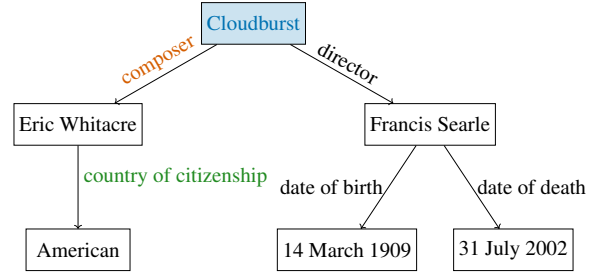 Cloudburst
composer
director
Eric Whitacre
Francis Searle
country of citizenship
date of birth
date of death
American
14 March 1909
31 July 2002